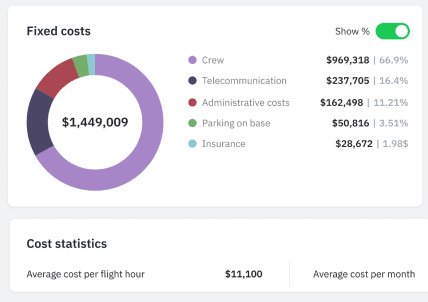 Fixed costs
Show %
$1,449,009
Crew $969,318 | 66.9%
Telecommunication $237,705 | 16.4%
Administrative costs $162,498 | 11.21%
Parking on base $50,816 | 3.51%
Insurance $28,672 | 1.98$
Cost statistics
Average cost per flight hour $11,100
Average cost per month